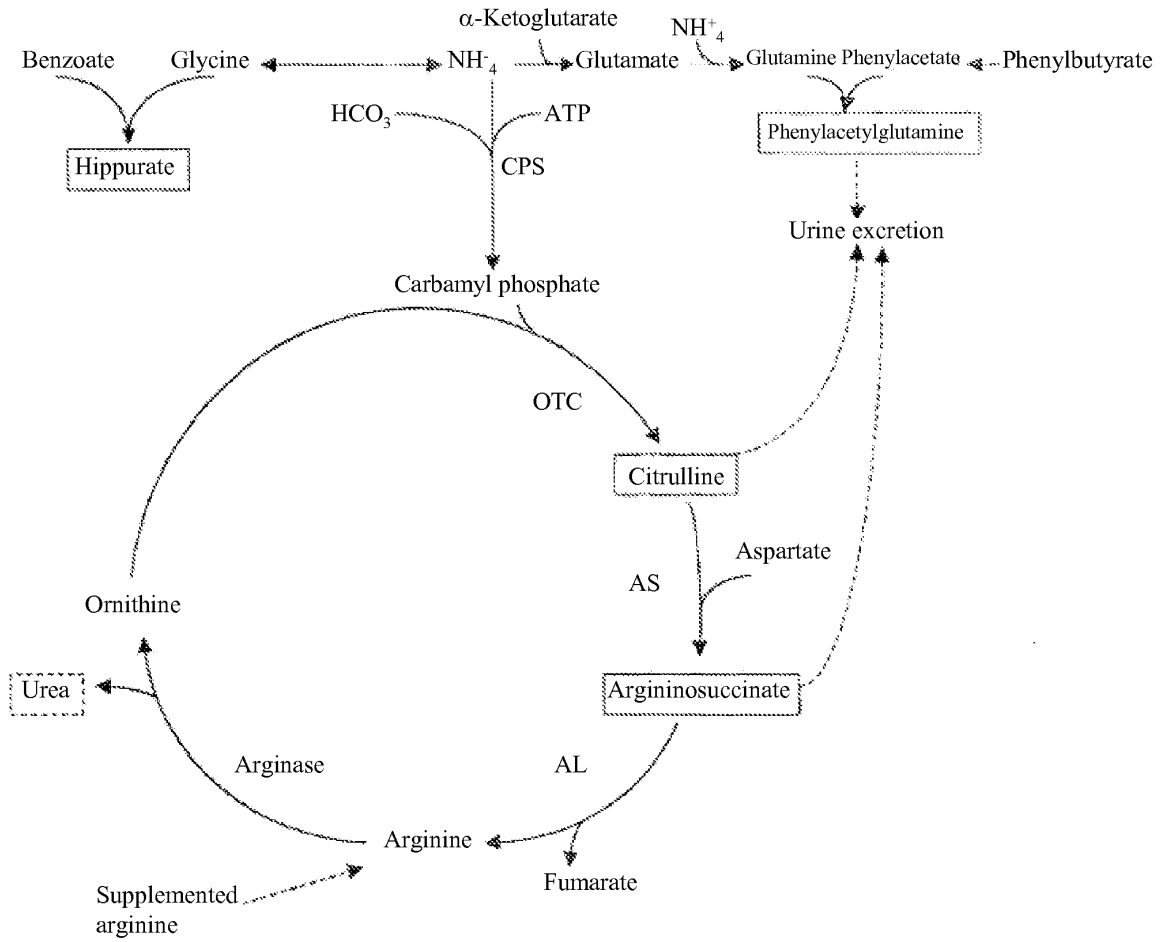 α-Ketoglutarate
NH⁺₄
Benzoate
Glycine
NH⁻₄
Glutamate
Glutamine Phenylacetate
Phenylbutyrate
HCO₃
ATP
Phenylacetylglutamine
Hippurate
CPS
Urine excretion
Carbamyl phosphate
OTC
Citrulline
Aspartate
AS
Ornithine
Urea
Argininosuccinate
Arginase
AL
Arginine
Fumarate
Supplemented
arginine